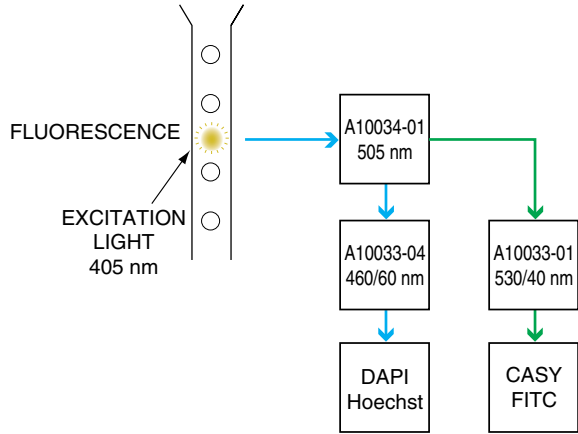 FLUORESCENCE
EXCITATION
LIGHT
405 nm
A10034-01
505 nm
A10033-04
460/60 nm
A10033-01
530/40 nm
DAPI
Hoechst
CASY
FITC